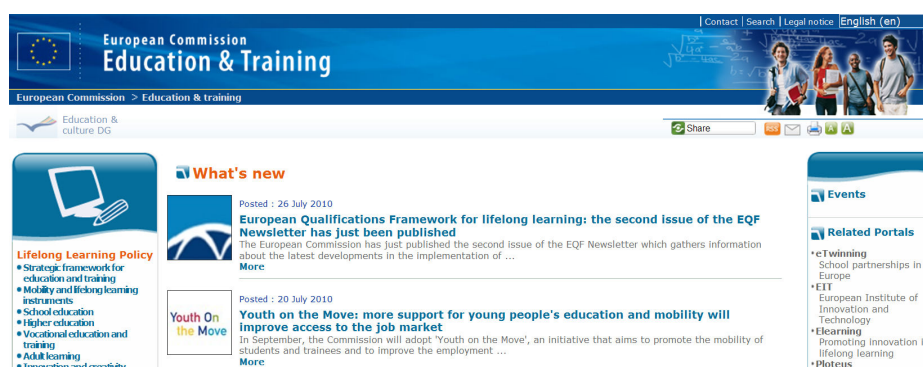 Contact | Search | Legal notice English (en)
European Commission
Education & Training
European Commission > Education & training
Education &
culture DG
Share
RSS
A A
What's new
Posted : 26 July 2010
European Qualifications Framework for lifelong learning: the second issue of the EQF
Newsletter has just been published
The European Commission has just published the second issue of the EQF Newsletter which gathers information
about the latest developments in the implementation of ...
More
Posted : 20 July 2010
Youth On
the Move
Youth on the Move: more support for young people's education and mobility will
improve access to the job market
In September, the Commission will adopt 'Youth on the Move', an initiative that aims to promote the mobility of
students and trainees and to improve the employment ...
More
Lifelong Learning Policy
Strategic framework for
education and training
Mobility and lifelong learning
instruments
School education
Higher education
Vocational education and
training
Adult learning
Innovation and creativity
Events
Related Portals
eTwinning
School partnerships in
Europe
EIT
European Institute of
Innovation and
Technology
Elearning
Promoting innovation i
lifelong learning
Ploteus